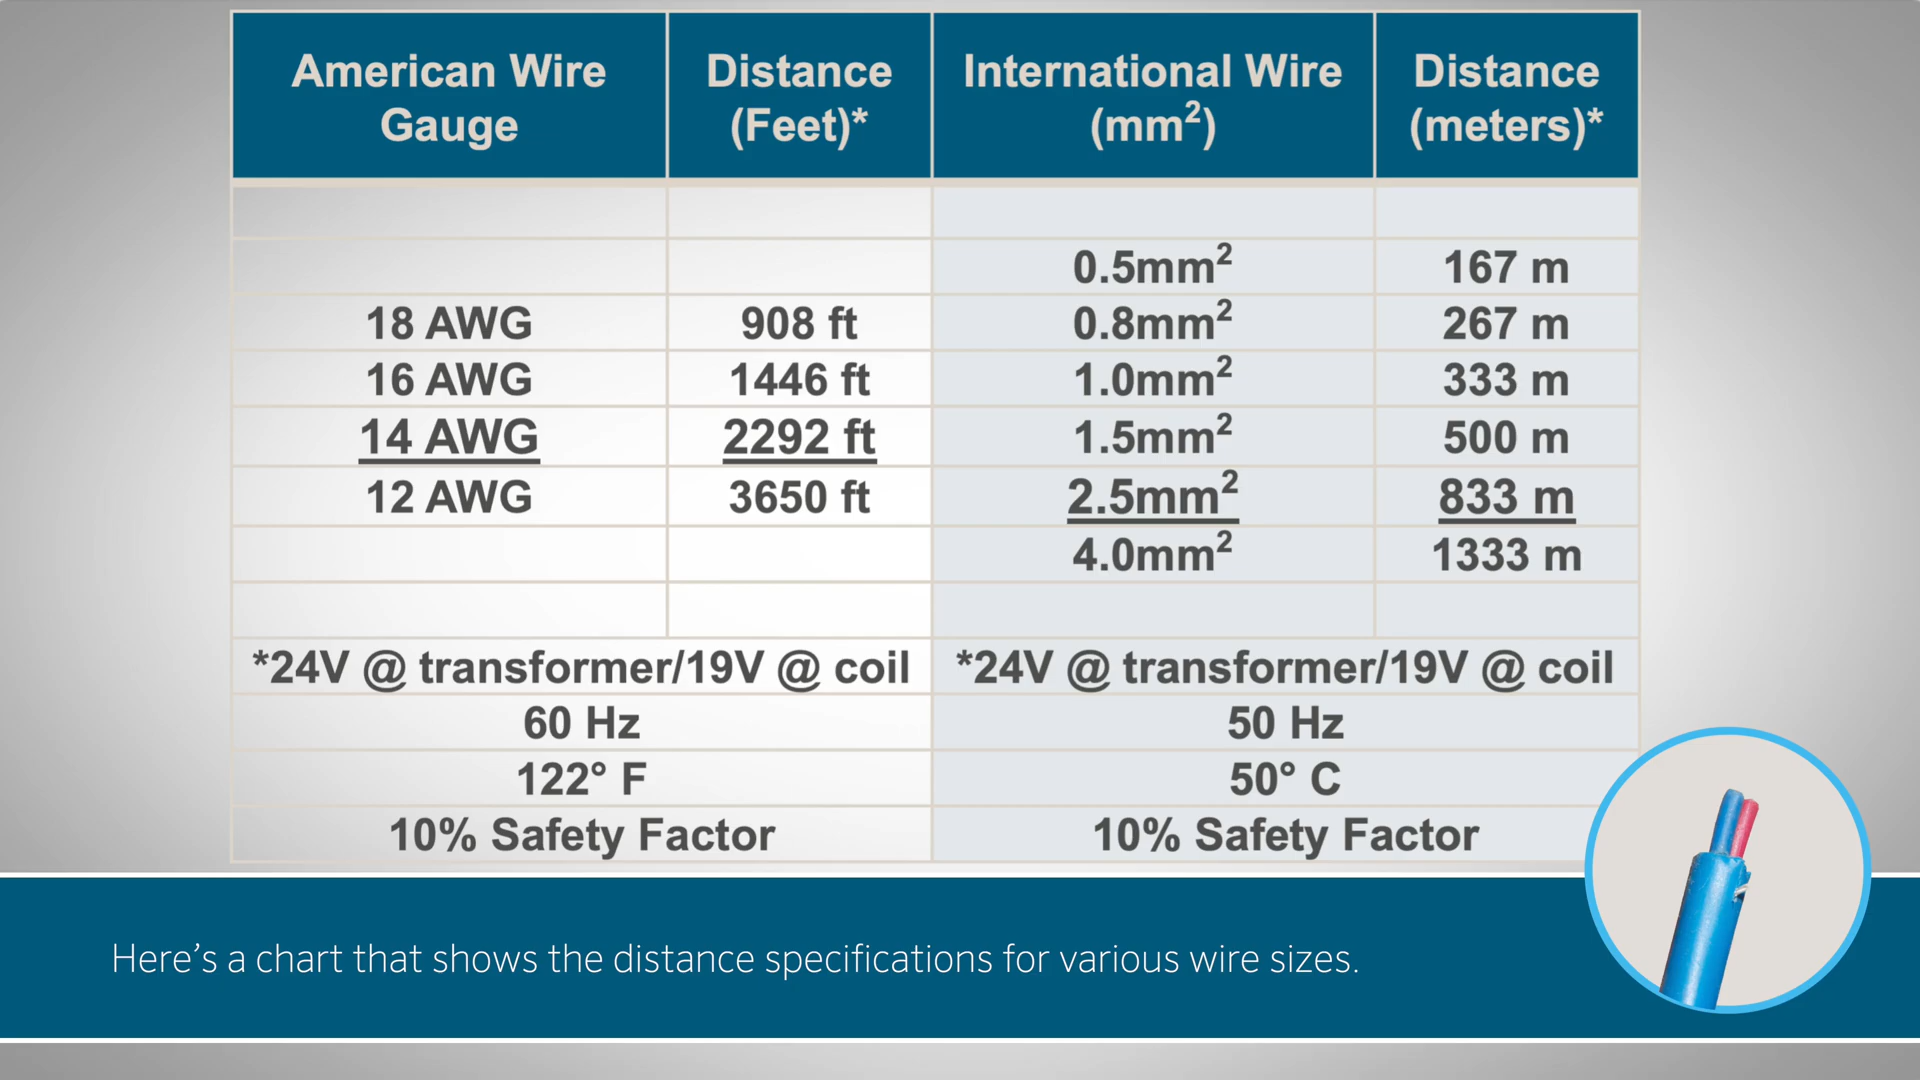 American Wire Gauge | Distance (Feet)* | International Wire (mm²) | Distance (meters)*
0.5mm² | 167 m
18 AWG | 908 ft | 0.8mm² | 267 m
16 AWG | 1446 ft | 1.0mm² | 333 m
14 AWG | 2292 ft | 1.5mm² | 500 m
12 AWG | 3650 ft | 2.5mm² | 833 m
4.0mm² | 1333 m
*24V @ transformer/19V @ coil | *24V @ transformer/19V @ coil
60 Hz | 50 Hz
122° F | 50° C
10% Safety Factor | 10% Safety Factor
Here’s a chart that shows the distance specifications for various wire sizes.